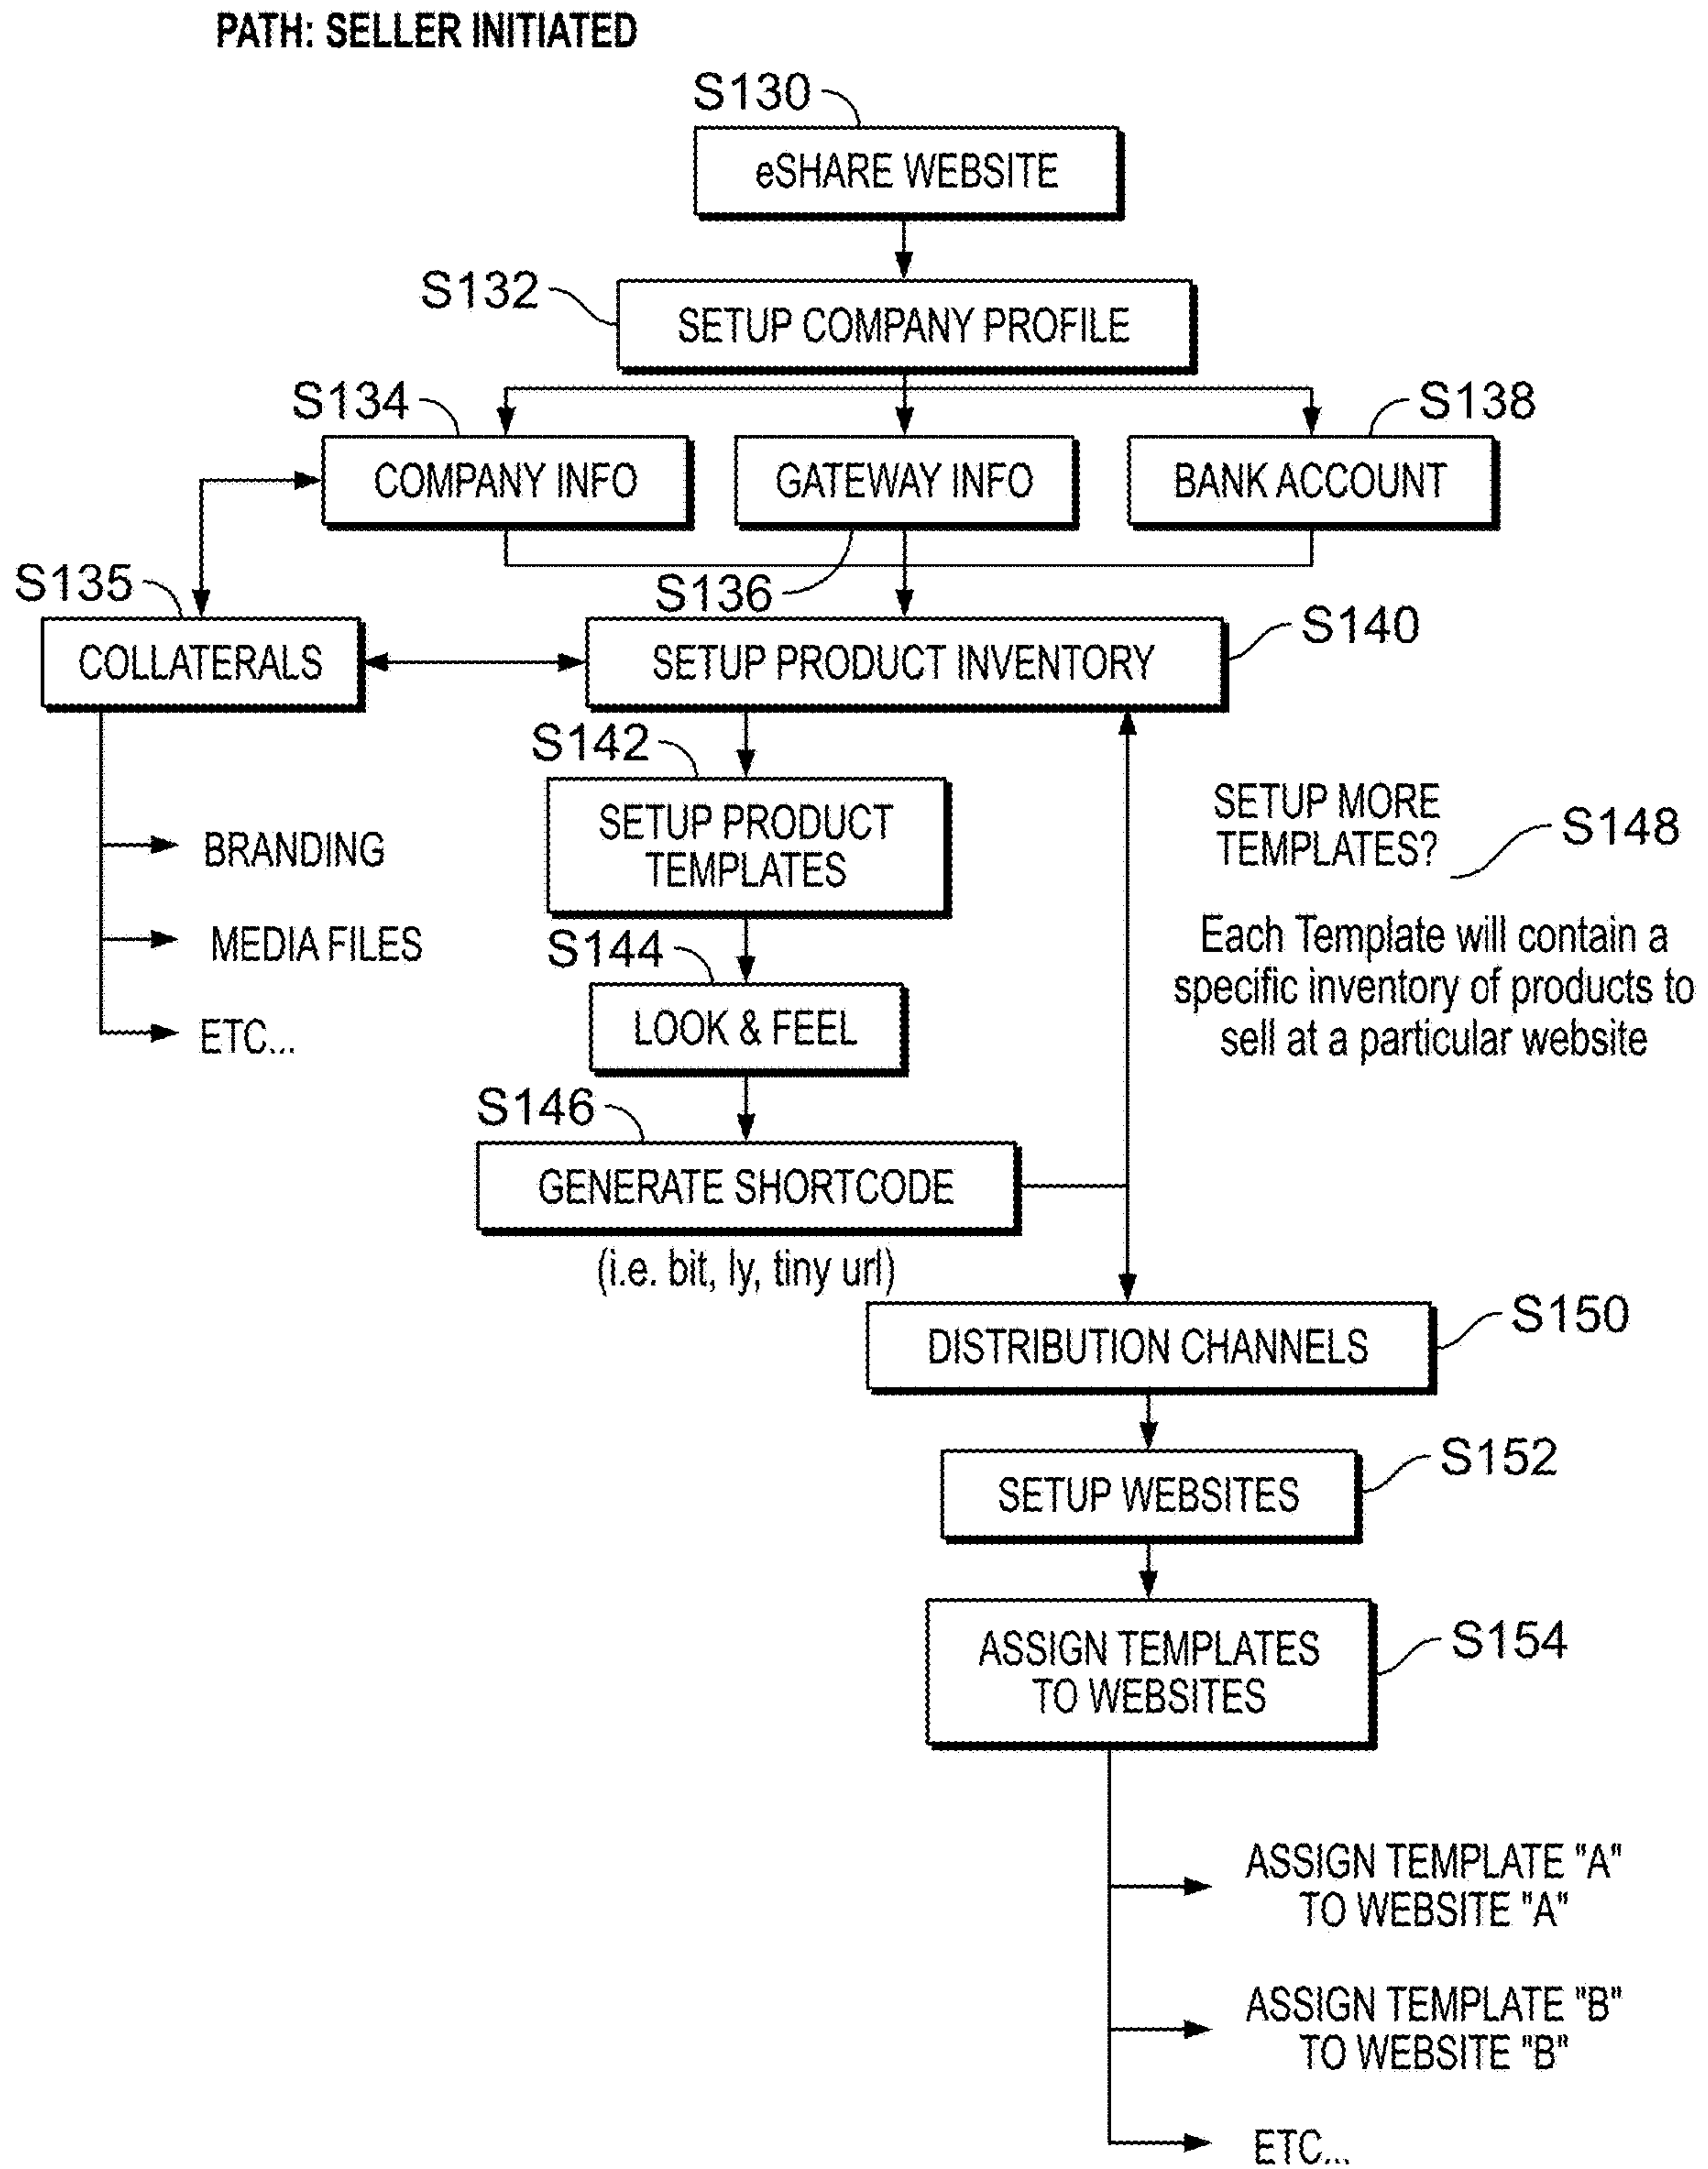 PATH: SELLER INITIATED
S130
eSHARE WEBSITE
S132
SETUP COMPANY PROFILE
S134
S138
COMPANY INFO
GATEWAY INFO
BANK ACCOUNT
S135
S136
S140
COLLATERALS
SETUP PRODUCT INVENTORY
S142
SETUP PRODUCT
TEMPLATES
BRANDING
MEDIA FILES
ETC...
SETUP MORE
TEMPLATES?
S148
Each Template will contain a
specific inventory of products to
sell at a particular website
S144
LOOK & FEEL
S146
GENERATE SHORTCODE
(i.e. bit, ly, tiny url)
S150
DISTRIBUTION CHANNELS
S152
SETUP WEBSITES
S154
ASSIGN TEMPLATES
TO WEBSITES
ASSIGN TEMPLATE "A"
TO WEBSITE "A"
ASSIGN TEMPLATE "B"
TO WEBSITE "B"
ETC...